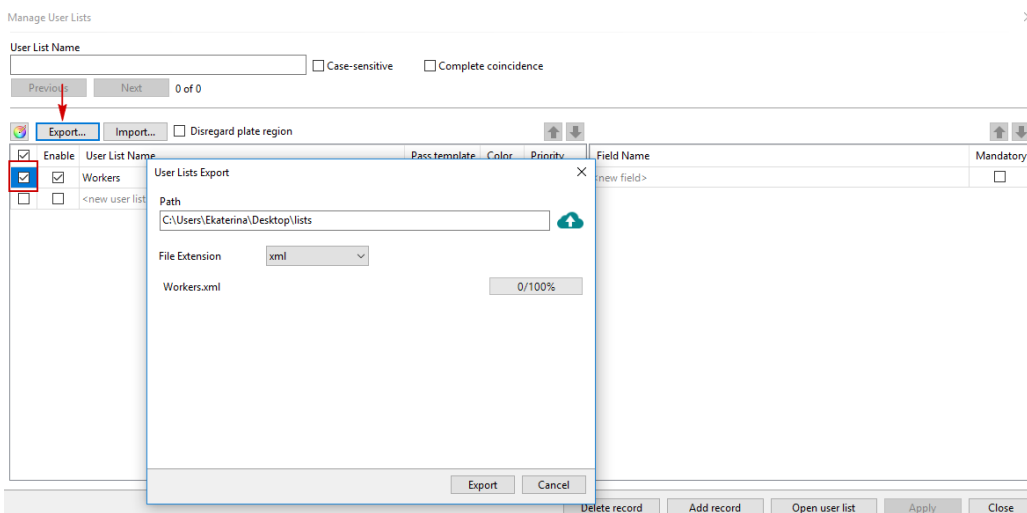 Manage User Lists
User List Name
Case-sensitive Complete coincidence
Previous Next 0 of 0
Export... Import... Disregard plate region
Enable User List Name Pass template Color Priority Field Name Mandatory
Workers <new field>
<new user list
User Lists Export
Path
C:\Users\Ekaterina\Desktop\lists
File Extension xml
Workers.xml 0/100%
Export Cancel
Delete record Add record Open user list Apply Close